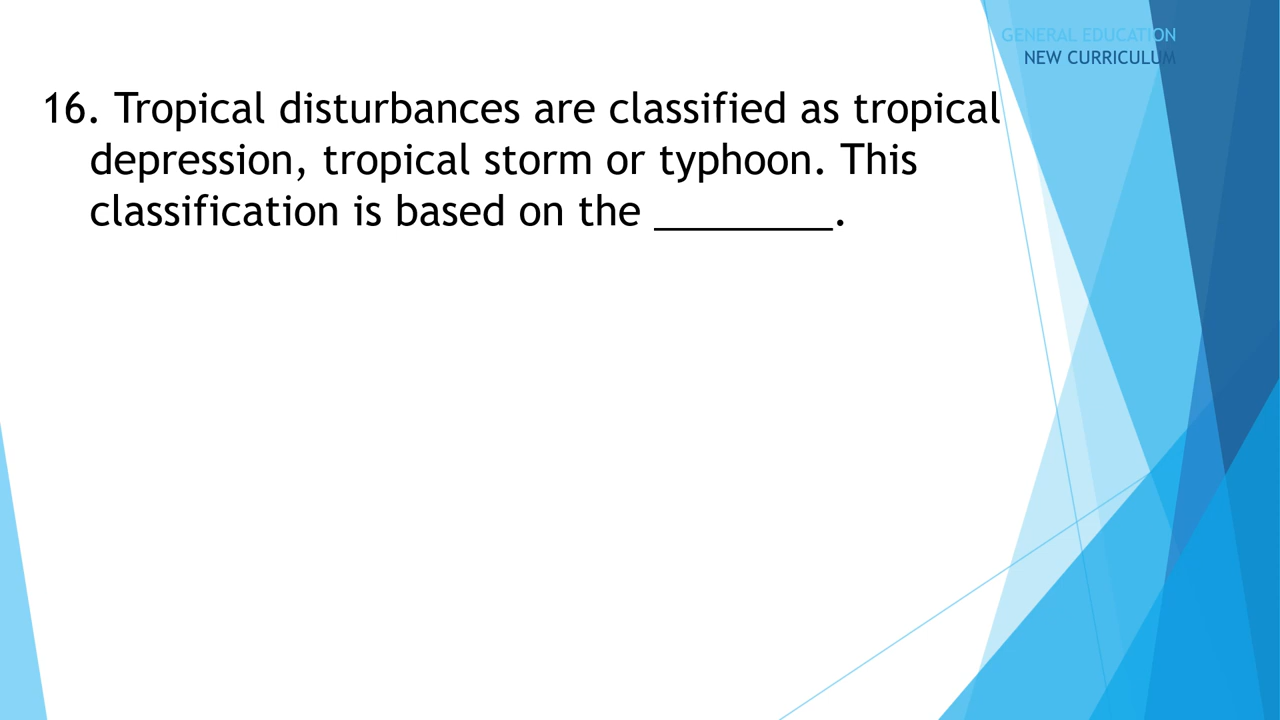 GENERAL EDUCATION
NEW CURRICULUM
16. Tropical disturbances are classified as tropical
depression, tropical storm or typhoon. This
classification is based on the ________.